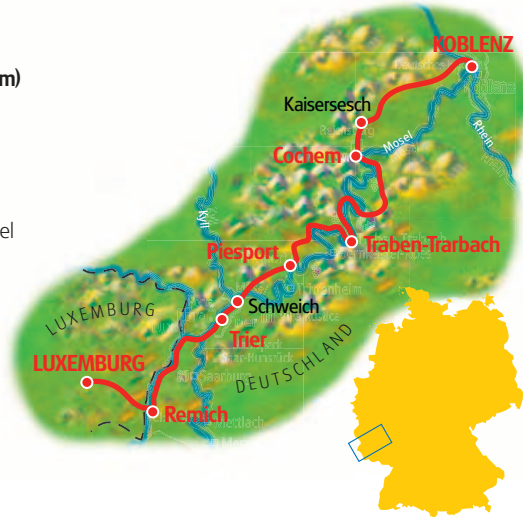 m)
el
KOBLENZ
Kaisersesch
Mosel
Rhein
Cochem
Kyll
Traben-Trarbach
Piesport
Schweich
LUXEMBURG
Trier
DEUTSCHLAND
LUXEMBURG
Remich